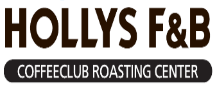 HOLLYS F&B
COFFEECLUB ROASTING CENTER